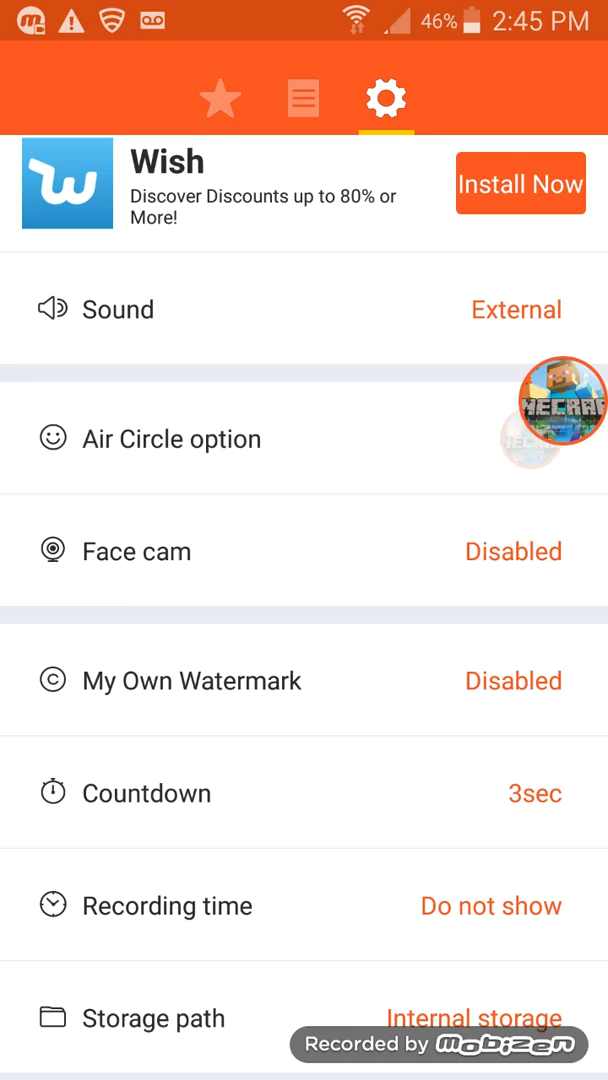 46% 2:45 PM
Wish
Discover Discounts up to 80% or
More!
Install Now
Sound External
Air Circle option
Face cam Disabled
My Own Watermark Disabled
Countdown 3sec
Recording time Do not show
Storage path Internal storage
Recorded by mobizen